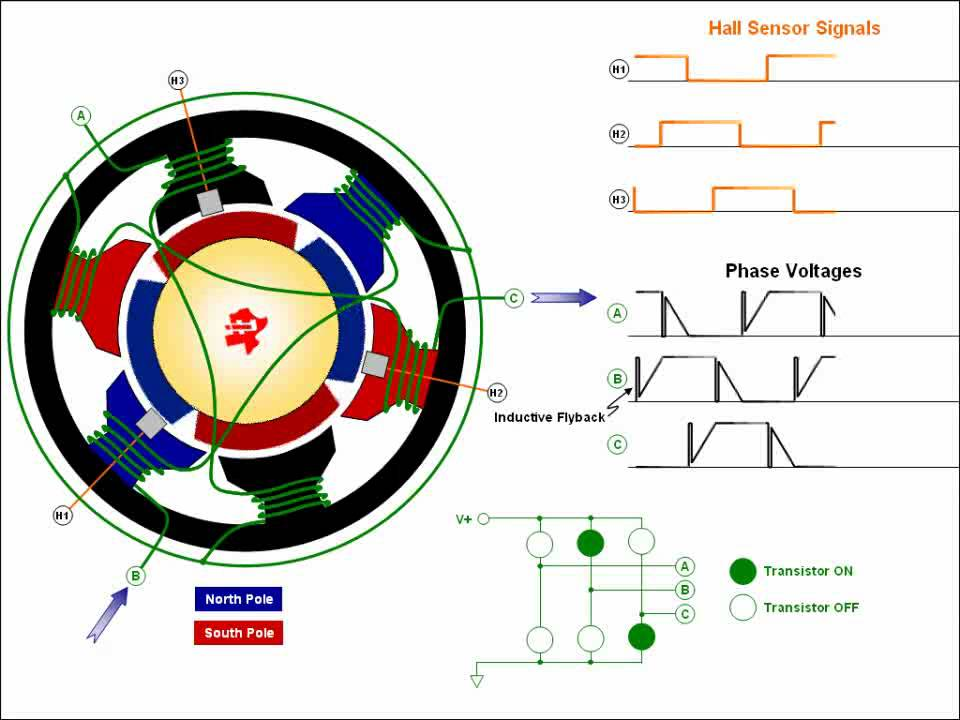 Hall Sensor Signals
H1
H2
H3
H3
A
C
H2
H1
B
Phase Voltages
A
B
Inductive Flyback
C
V+
A
B
C
Transistor ON
Transistor OFF
North Pole
South Pole